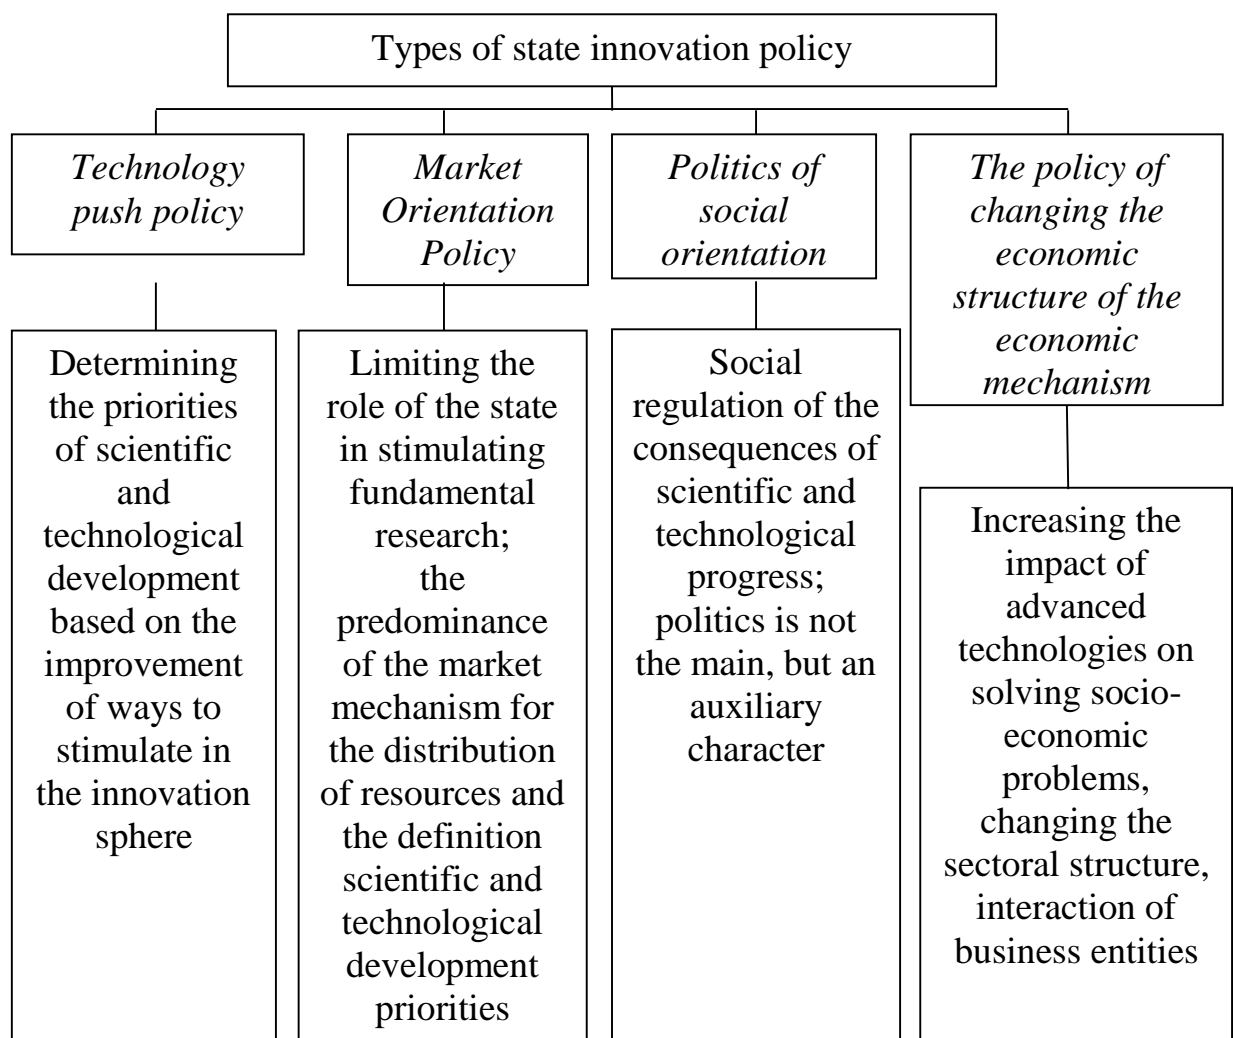 Types of state innovation policy
Technology
push policy
Market
Orientation
Policy
Politics of
social
orientation
The policy of
changing the
economic
structure of the
economic
mechanism
Determining
the priorities
of scientific
and
technological
development
based on the
improvement
of ways to
stimulate in
the innovation
sphere
Limiting the
role of the state
in stimulating
fundamental
research;
the
predominance
of the market
mechanism for
the distribution
of resources and
the definition
scientific and
technological
development
priorities
Social
regulation of the
consequences of
scientific and
technological
progress;
politics is not
the main, but an
auxiliary
character
Increasing the
impact of
advanced
technologies on
solving socio-
economic
problems,
changing the
sectoral structure,
interaction of
business entities